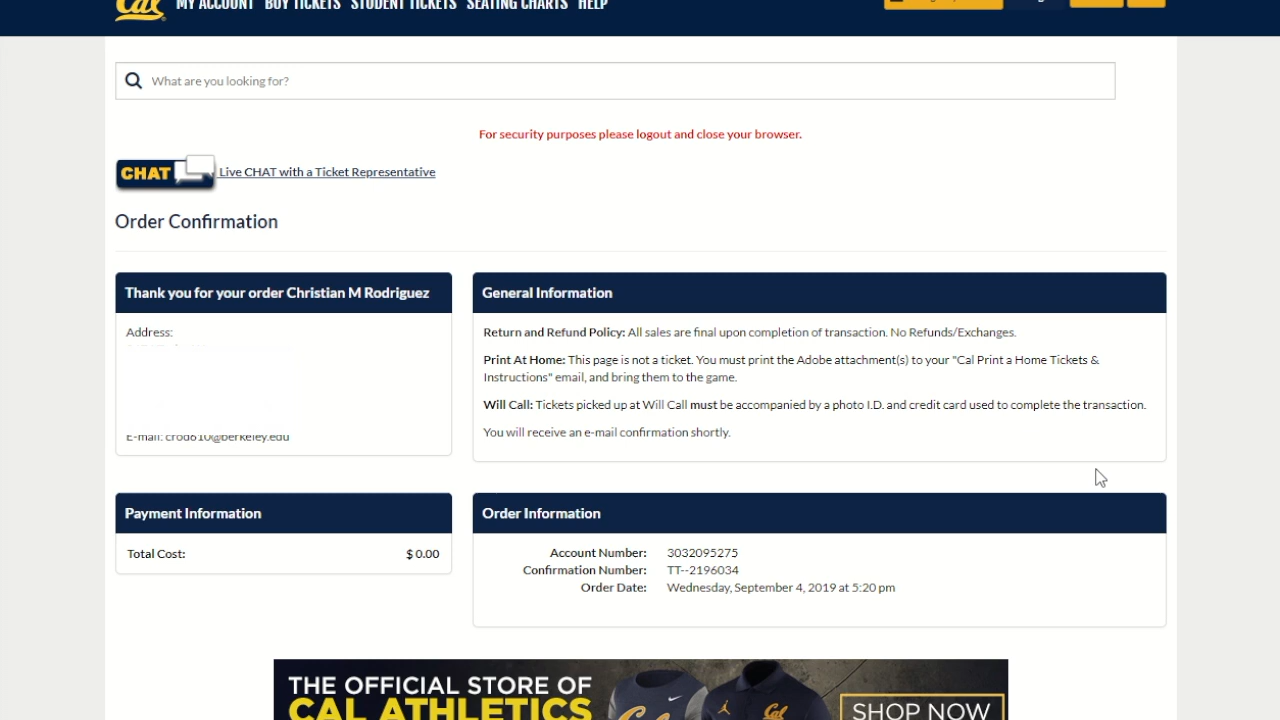 Cal MY ACCOUNT BUY TICKETS STUDENT TICKETS SEATING CHARTS HELP
What are you looking for?
For security purposes please logout and close your browser.
CHAT Live CHAT with a Ticket Representative
Order Confirmation
Thank you for your order Christian M Rodriguez
Address:
E-mail: crod610@berkeley.edu
General Information
Return and Refund Policy: All sales are final upon completion of transaction. No Refunds/Exchanges.
Print At Home: This page is not a ticket. You must print the Adobe attachment(s) to your "Cal Print a Home Tickets &
Instructions" email, and bring them to the game.
Will Call: Tickets picked up at Will Call must be accompanied by a photo I.D. and credit card used to complete the transaction.
You will receive an e-mail confirmation shortly.
Payment Information
Total Cost: $ 0.00
Order Information
Account Number: 3032095275
Confirmation Number: TT--2196034
Order Date: Wednesday, September 4, 2019 at 5:20 pm
THE OFFICIAL STORE OF
CAL ATHLETICS
Cal
SHOP NOW